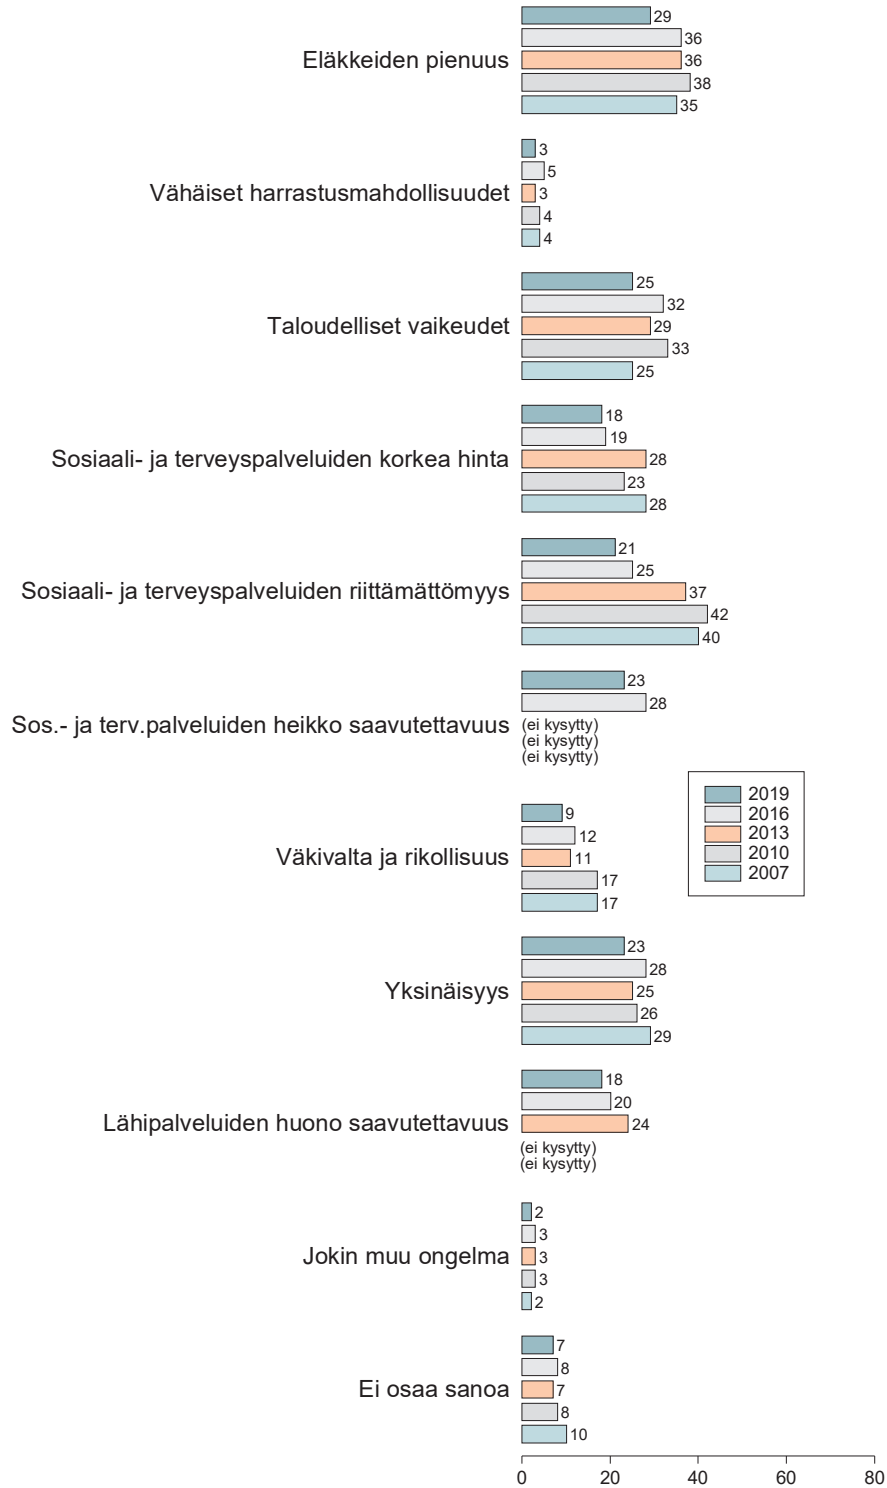 29
36
Eläkkeiden pienuus 36
38
35
3
5
Vähäiset harrastusmahdollisuudet 3
4
4
25
32
Taloudelliset vaikeudet 29
33
25
18
19
Sosiaali- ja terveyspalveluiden korkea hinta 28
23
28
21
25
Sosiaali- ja terveyspalveluiden riittämättömyys 37
42
40
23
28
Sos.- ja terv.palveluiden heikko saavutettavuus (ei kysytty)
(ei kysytty)
(ei kysytty)
9
12
Väkivalta ja rikollisuus 11
17
17
2019
2016
2013
2010
2007
23
28
Yksinäisyys 25
26
29
18
20
Lähipalveluiden huono saavutettavuus 24
(ei kysytty)
(ei kysytty)
2
3
Jokin muu ongelma 3
3
2
7
8
Ei osaa sanoa 7
8
10
0 20 40 60 80